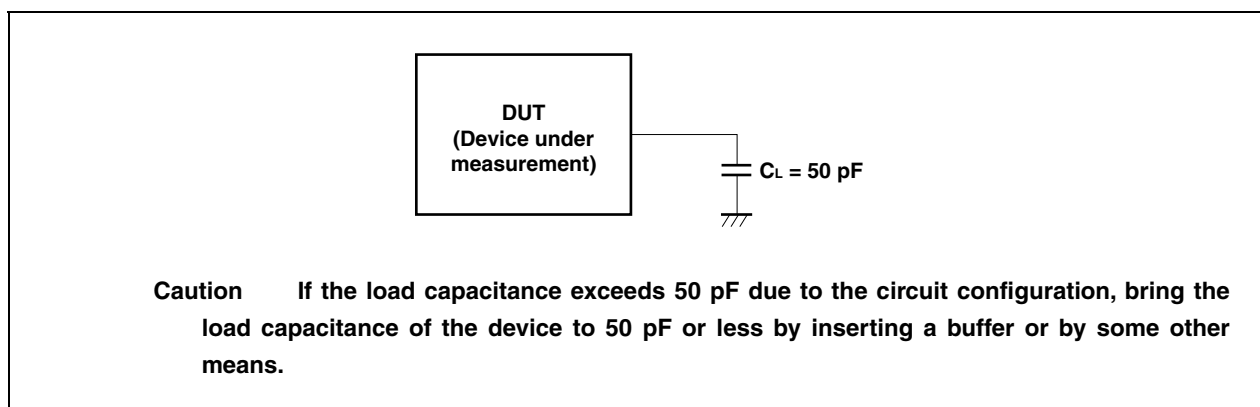 DUT
(Device under
measurement)
CL = 50 pF
Caution If the load capacitance exceeds 50 pF due to the circuit configuration, bring the
load capacitance of the device to 50 pF or less by inserting a buffer or by some other
means.